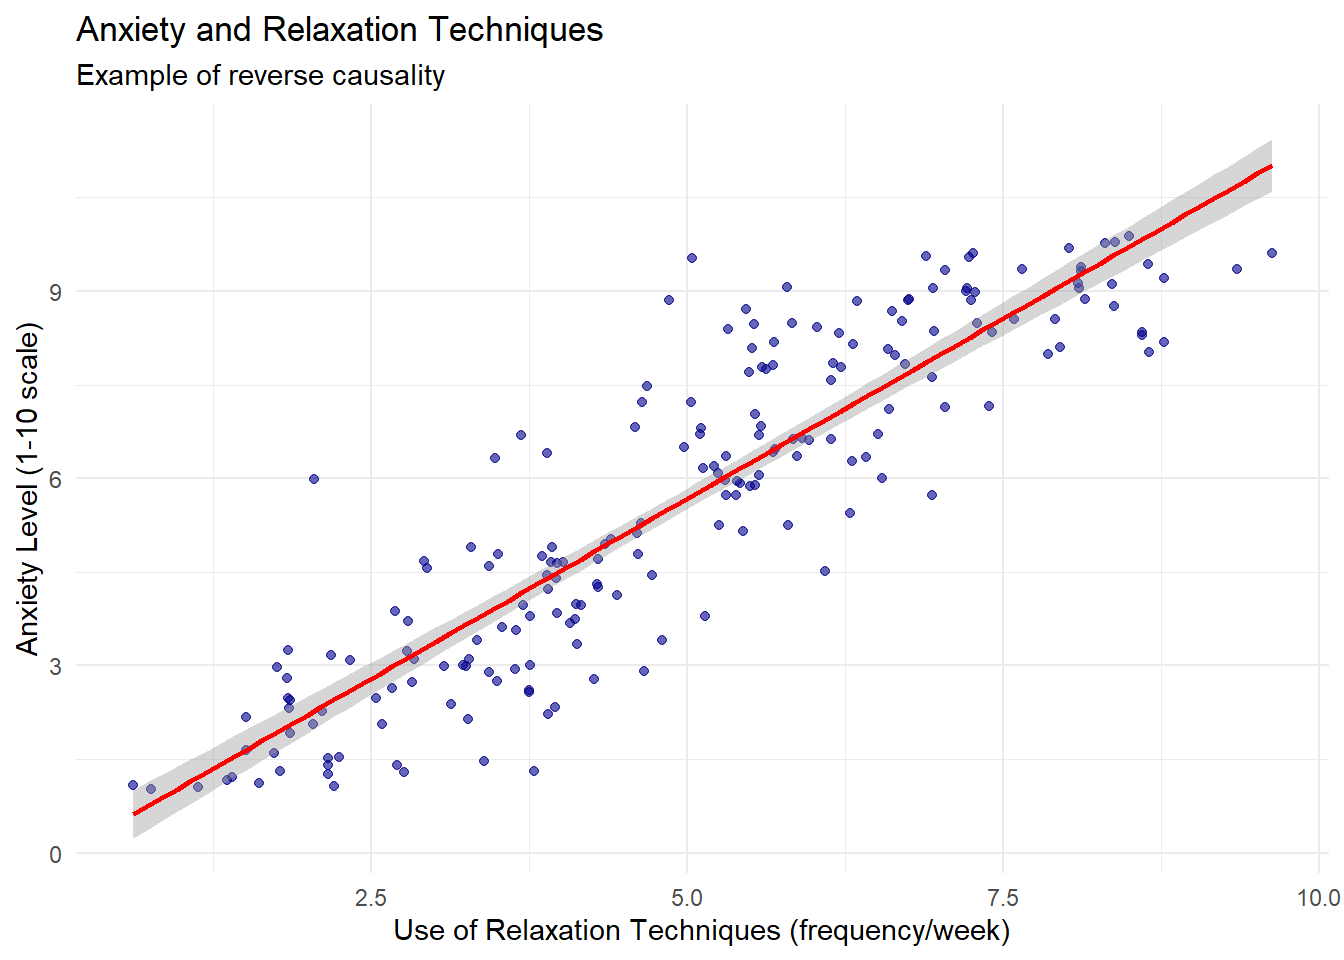 Anxiety and Relaxation Techniques
Example of reverse causality
Anxiety Level (1-10 scale)
9
6
3
0
2.5 5.0 7.5 10.0
Use of Relaxation Techniques (frequency/week)